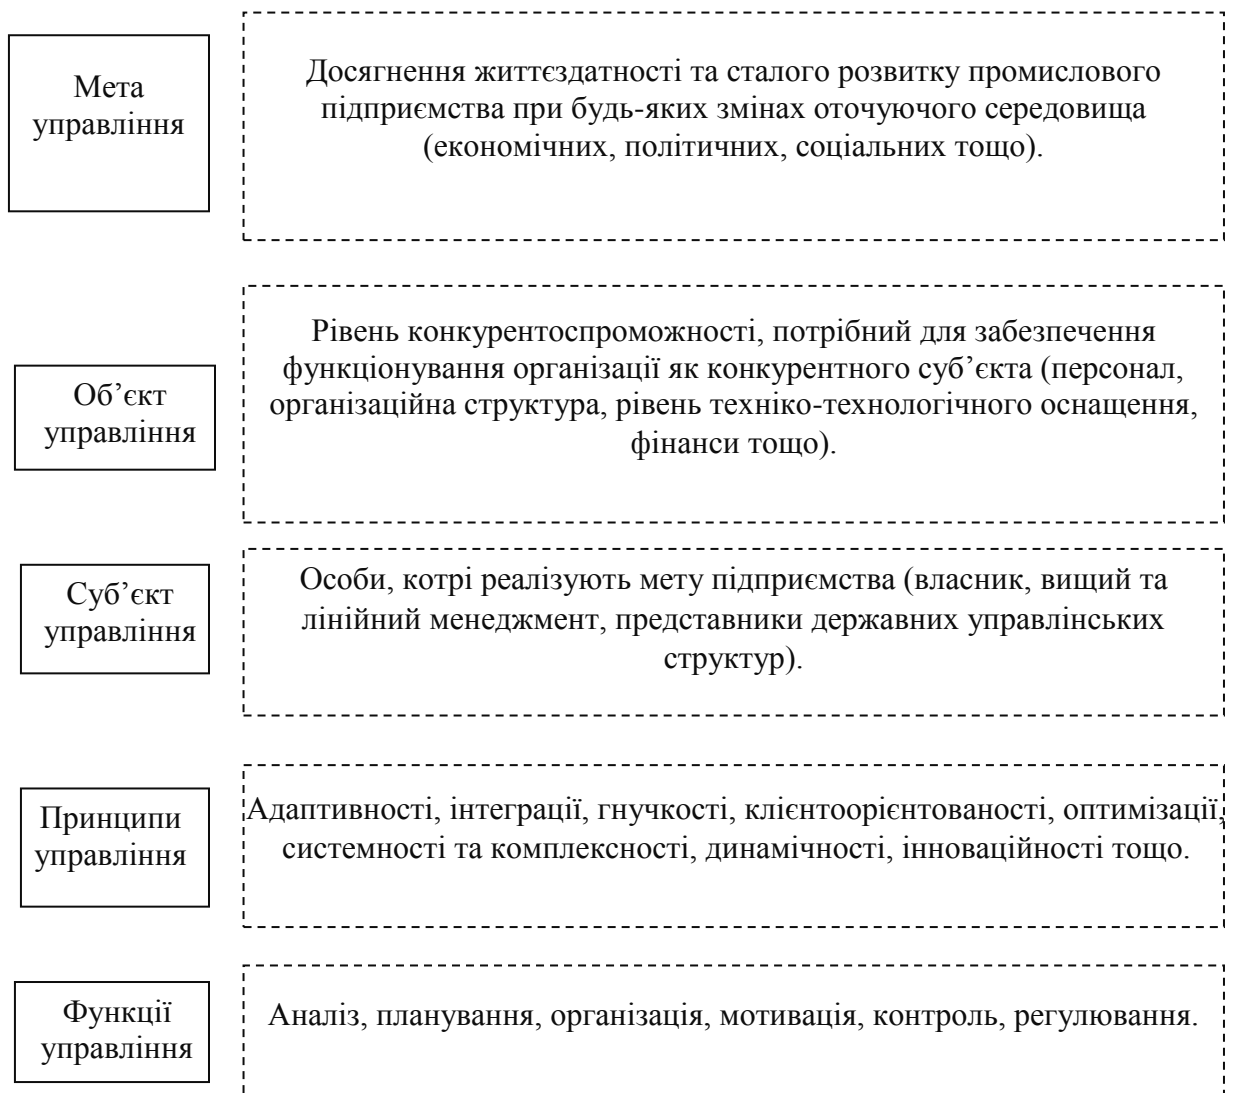 Мета
управління
Досягнення життєздатності та сталого розвитку промислового
підприємства при будь-яких змінах оточуючого середовища
(економічних, політичних, соціальних тощо).
Об’єкт
управління
Рівень конкурентоспроможності, потрібний для забезпечення
функціонування організації як конкурентного суб’єкта (персонал,
організаційна структура, рівень техніко-технологічного оснащення,
фінанси тощо).
Суб’єкт
управління
Особи, котрі реалізують мету підприємства (власник, вищий та
лінійний менеджмент, представники державних управлінських
структур).
Принципи
управління
Адаптивності, інтеграції, гнучкості, клієнтоорієнтованості, оптимізації,
системності та комплексності, динамічності, інноваційності тощо.
Функції
управління
Аналіз, планування, організація, мотивація, контроль, регулювання.